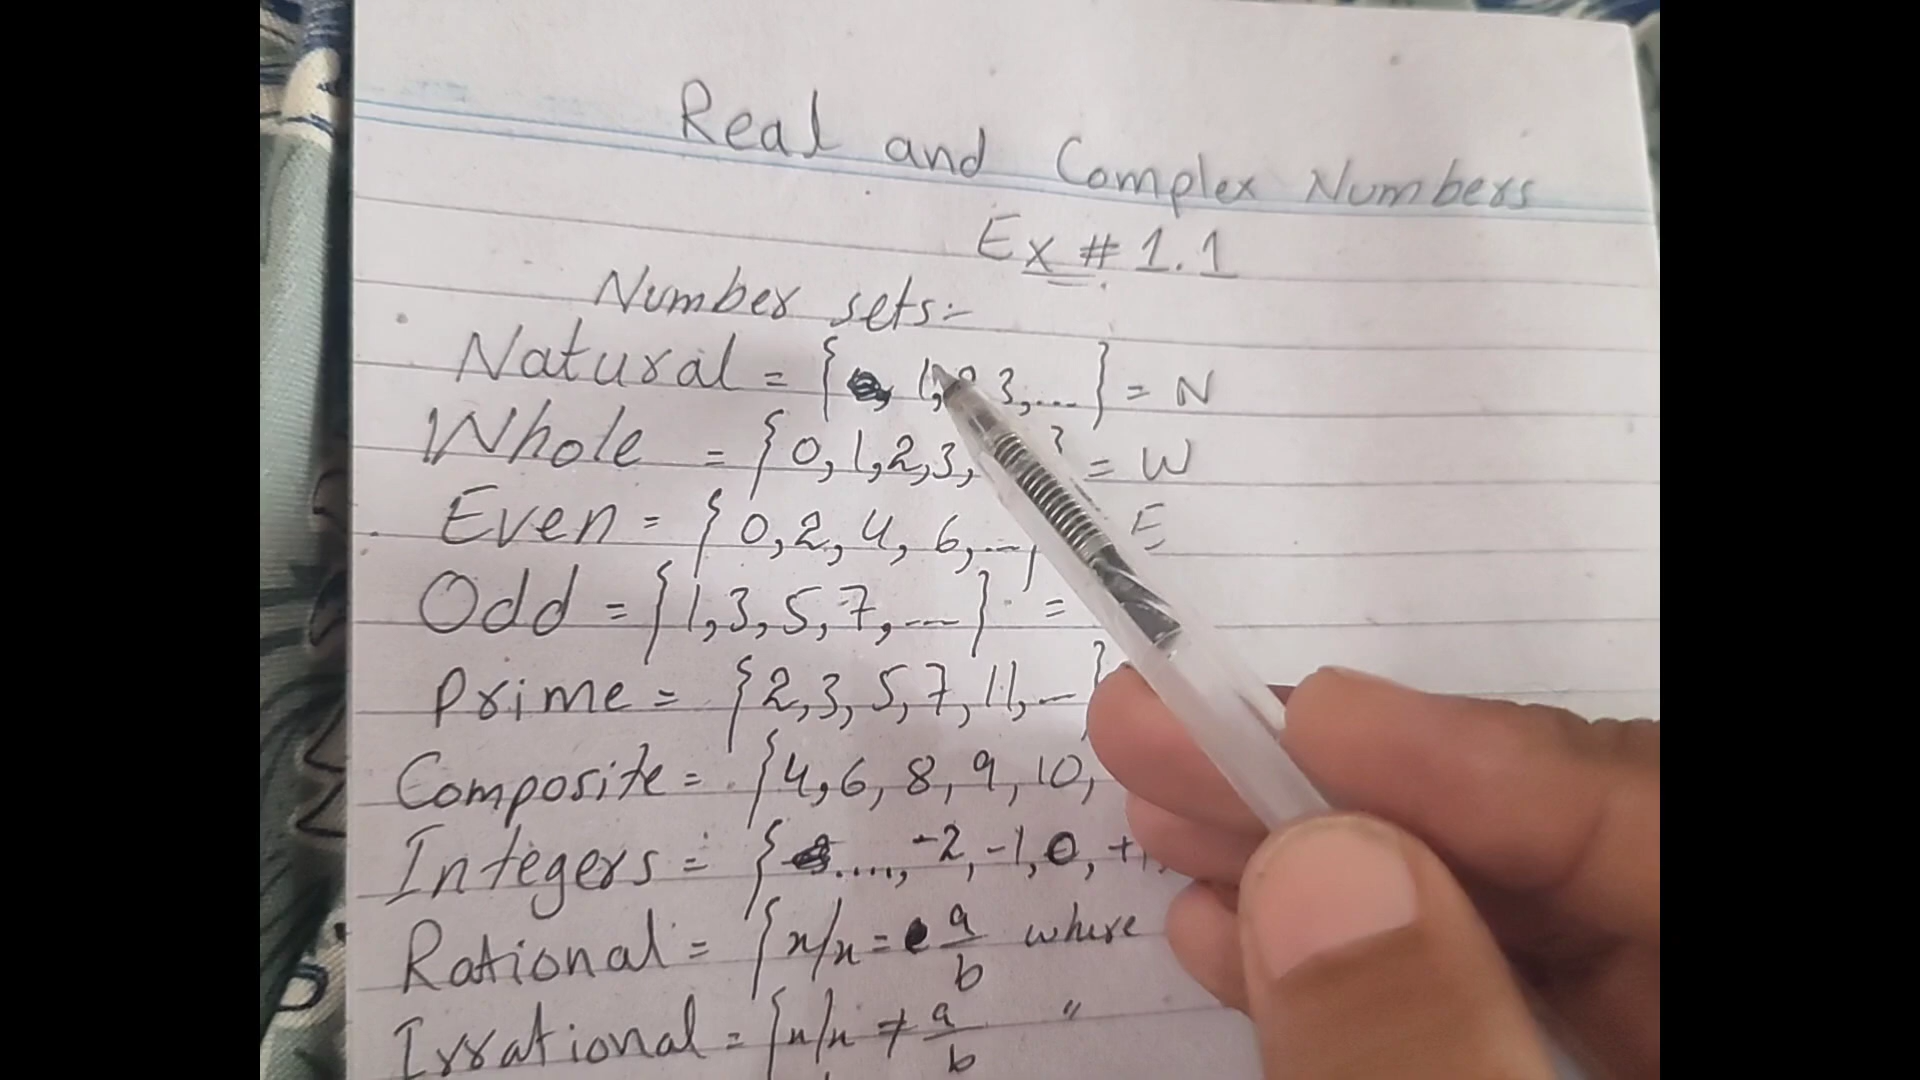 Real and Complex Numbers
Ex # 1.1
Number sets:-
Natural = { 1, 2, 3, ... } = N
Whole = { 0, 1, 2, 3, } = W
Even = { 0, 2, 4, 6, ..., E
Odd = { 1, 3, 5, 7, ... } =
Prime = { 2, 3, 5, 7, 11, ... }
Composite = { 4, 6, 8, 9, 10,
Integers = { ...., -2, -1, 0, +1,
Rational = { x/x = a/b where
Irrational = { x/x ≠ a/b "